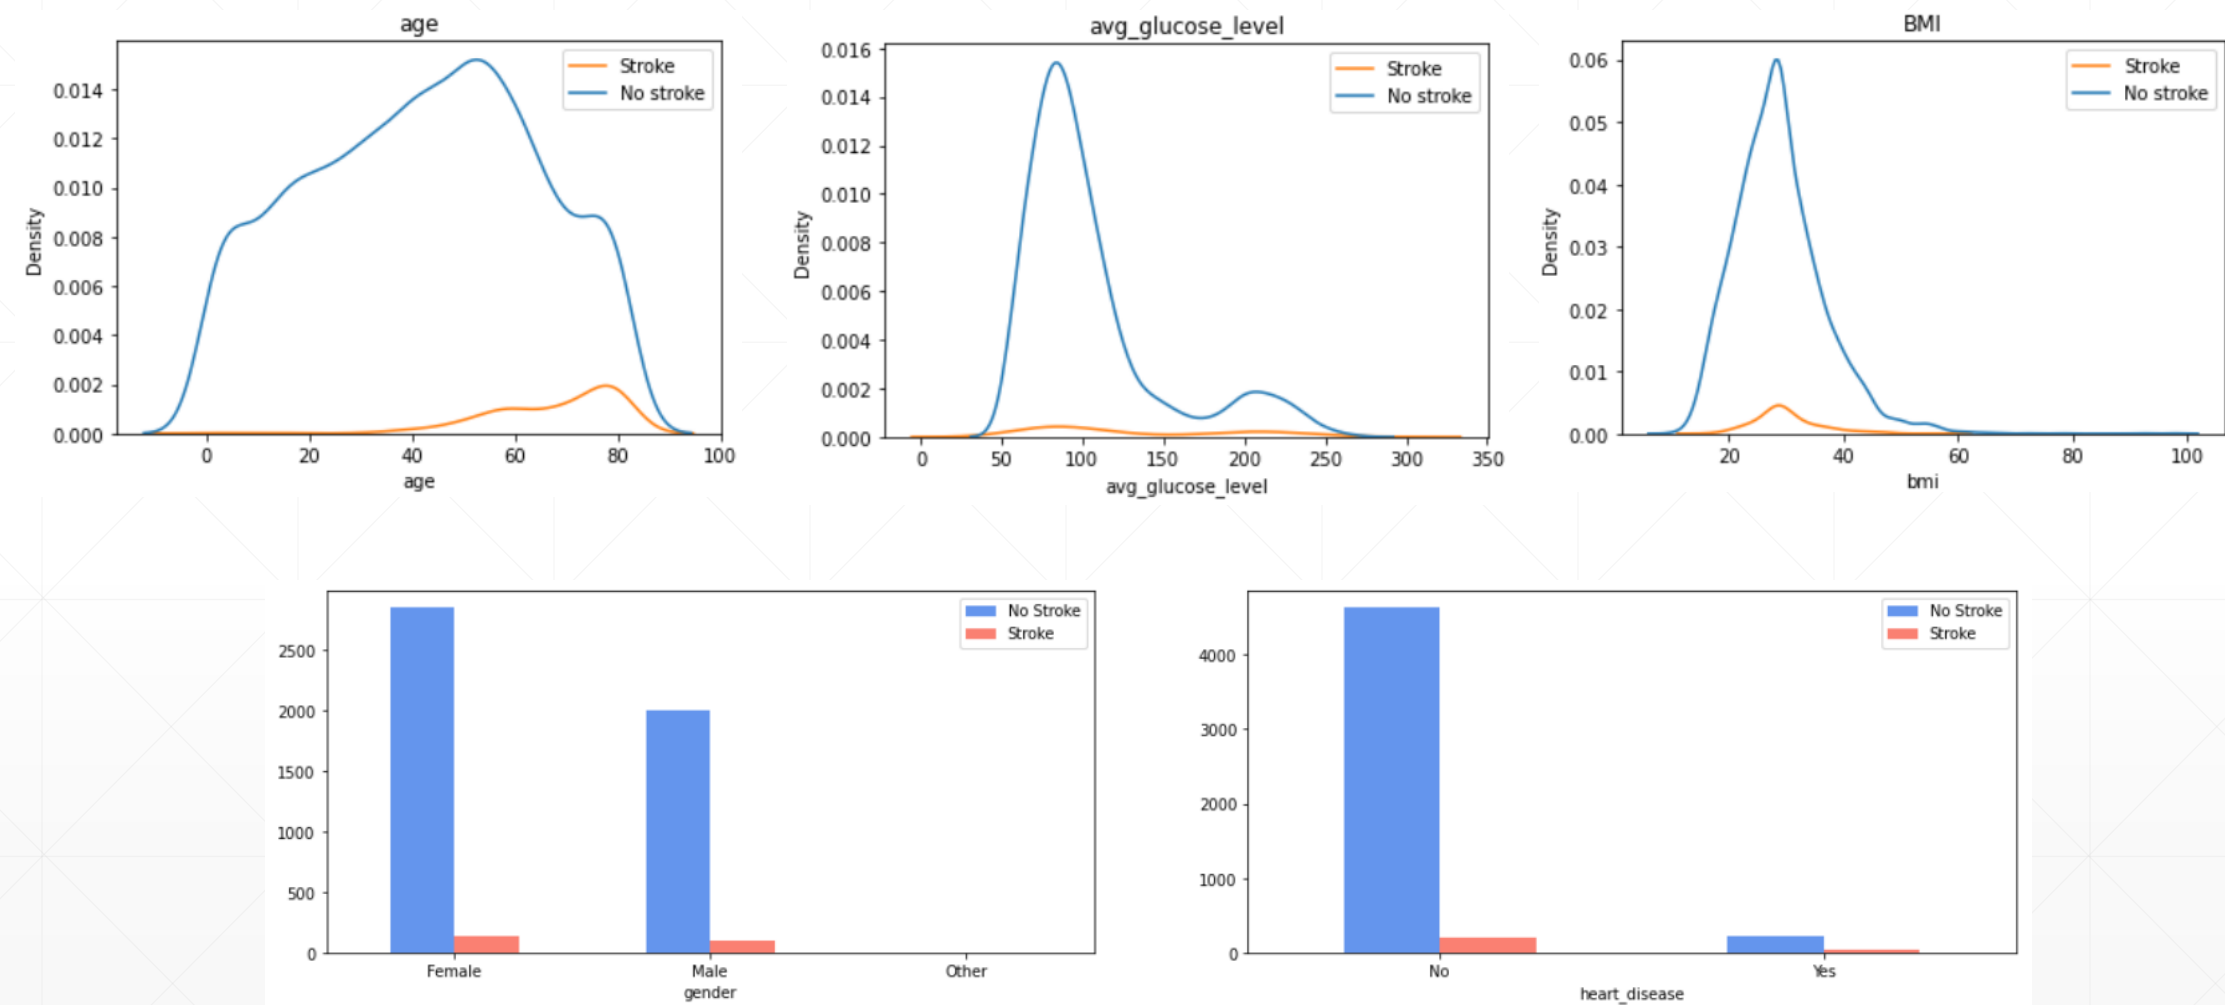 age
Stroke
No stroke
0.014
0.012
0.010
0.008
0.006
0.004
0.002
0.000
Density
0 20 40 60 80 100
age
avg_glucose_level
Stroke
No stroke
0.016
0.014
0.012
0.010
0.008
0.006
0.004
0.002
0.000
Density
0 50 100 150 200 250 300 350
avg_glucose_level
BMI
Stroke
No stroke
0.06
0.05
0.04
0.03
0.02
0.01
0.00
Density
20 40 60 80 100
bmi
No Stroke
Stroke
2500
2000
1500
1000
500
0
Female Male Other
gender
No Stroke
Stroke
4000
3000
2000
1000
0
No Yes
heart_disease